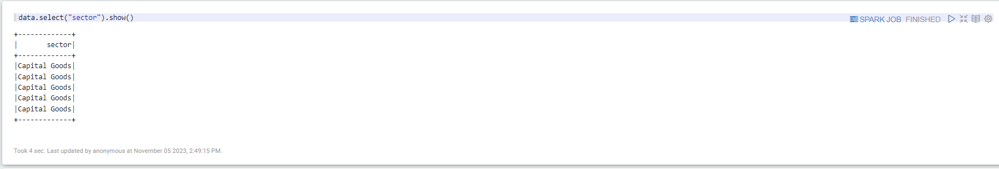 data.select("sector").show()
SPARK JOB FINISHED
+-------------+
|       sector|
+-------------+
|Capital Goods|
|Capital Goods|
|Capital Goods|
|Capital Goods|
|Capital Goods|
+-------------+
Took 4 sec. Last updated by anonymous at November 05 2023, 2:49:15 PM.